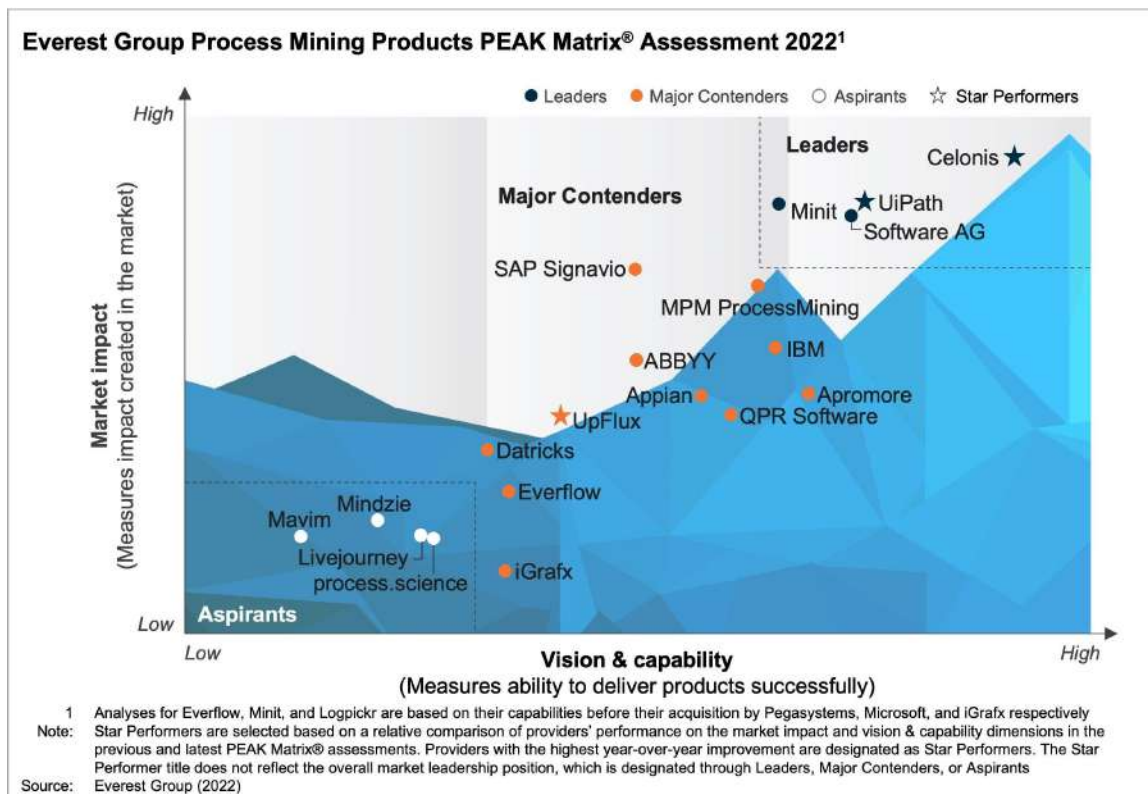 Everest Group Process Mining Products PEAK Matrix® Assessment 2022¹
High
Leaders
Major Contenders
Aspirants
Star Performers
Leaders
Celonis
Major Contenders
Minit
UiPath
Software AG
SAP Signavio
MPM ProcessMining
ABBYY
IBM
Appian
Apromore
QPR Software
UpFlux
Datricks
Everflow
Mindzie
Mavim
Livejourney
process.science
iGrafx
Aspirants
Market impact
(Measures impact created in the market)
Low
Low
Vision & capability
High
(Measures ability to deliver products successfully)
1 Analyses for Everflow, Minit, and Logpickr are based on their capabilities before their acquisition by Pegasystems, Microsoft, and iGrafx respectively
Note: Star Performers are selected based on a relative comparison of providers' performance on the market impact and vision & capability dimensions in the
previous and latest PEAK Matrix® assessments. Providers with the highest year-over-year improvement are designated as Star Performers. The Star
Performer title does not reflect the overall market leadership position, which is designated through Leaders, Major Contenders, or Aspirants
Source: Everest Group (2022)